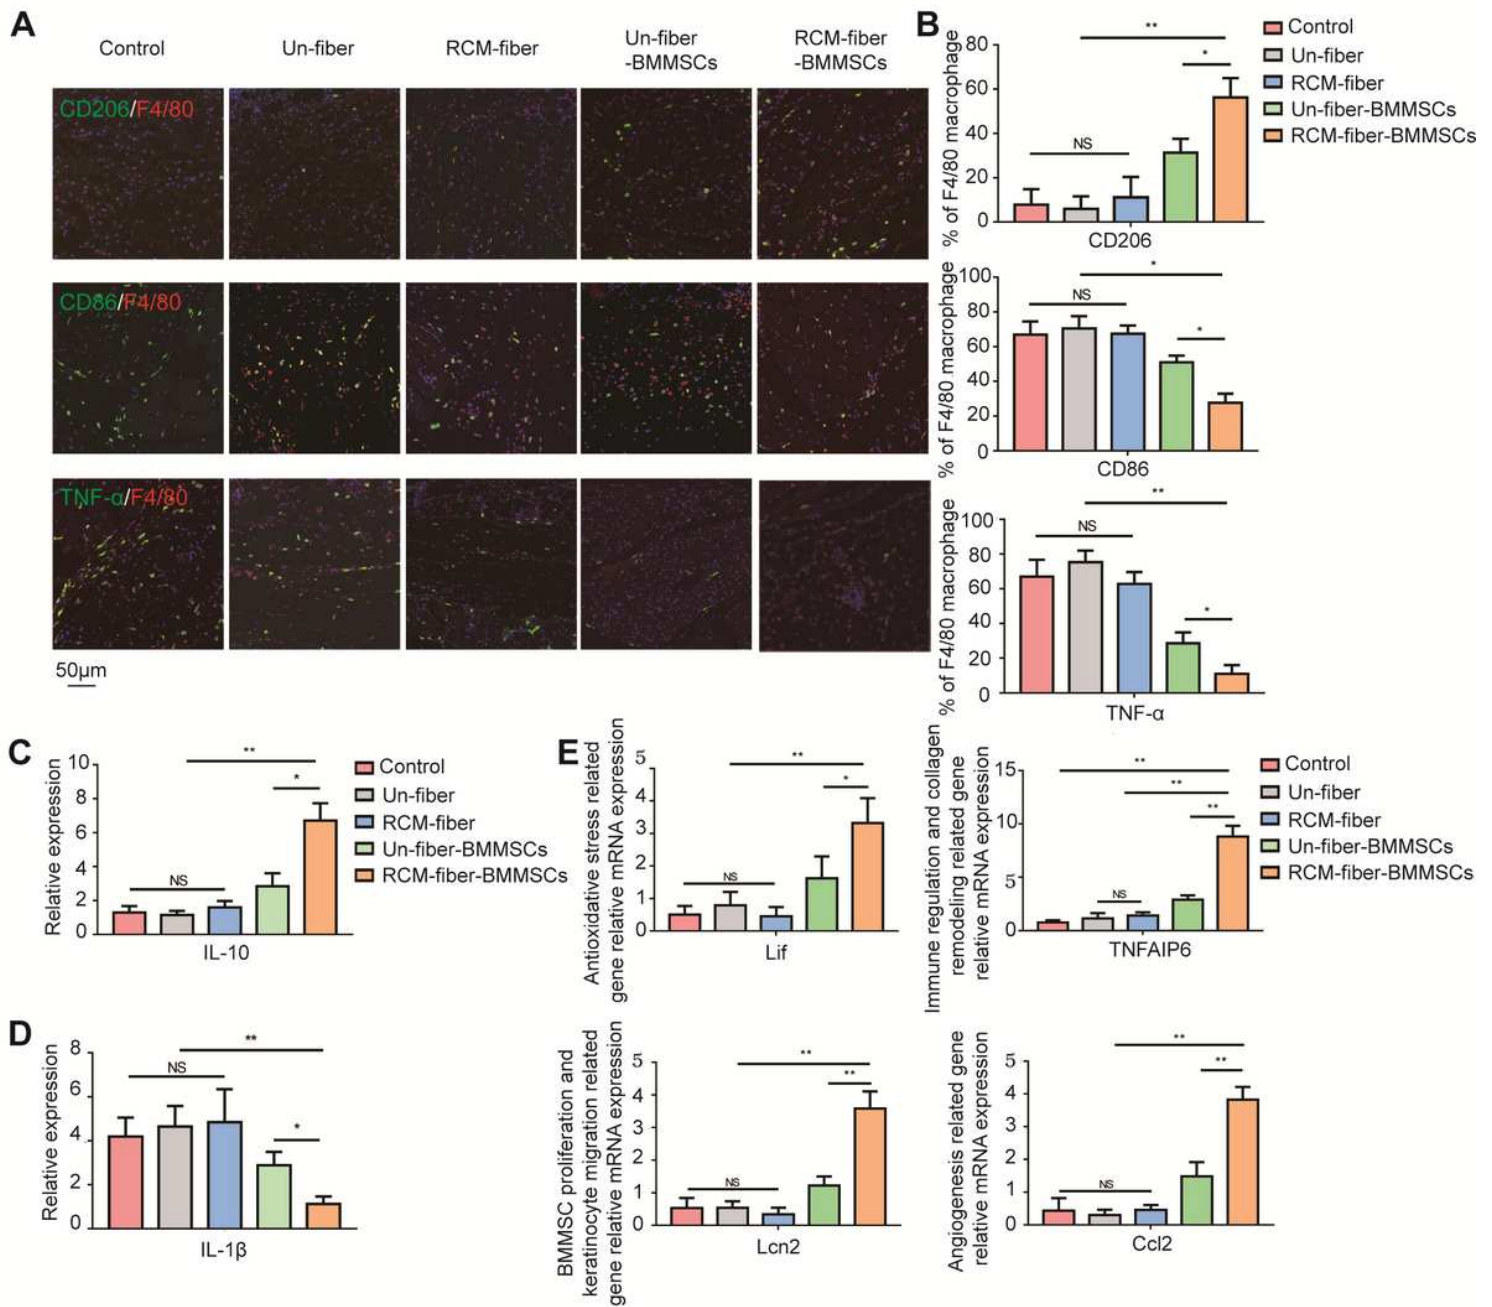 A
Control
Un-fiber
RCM-fiber
Un-fiber
-BMMSCs
RCM-fiber
-BMMSCs
CD206/F4/80
CD86/F4/80
TNF-α/F4/80
50μm
B
% of F4/80 macrophage
80
60
40
20
0
NS
**
*
CD206
Control
Un-fiber
RCM-fiber
Un-fiber-BMMSCs
RCM-fiber-BMMSCs
% of F4/80 macrophage
100
80
60
40
20
0
NS
*
*
CD86
% of F4/80 macrophage
100
80
60
40
20
0
NS
**
*
TNF-α
C
Relative expression
10
8
6
4
2
0
NS
**
*
IL-10
Control
Un-fiber
RCM-fiber
Un-fiber-BMMSCs
RCM-fiber-BMMSCs
D
Relative expression
8
6
4
2
0
NS
**
*
IL-1β
E
Antioxidative stress related
gene relative mRNA expression
5
4
3
2
1
0
NS
**
*
Lif
Immune regulation and collagen
remodeling related gene
relative mRNA expression
15
10
5
0
NS
**
**
**
TNFAIP6
Control
Un-fiber
RCM-fiber
Un-fiber-BMMSCs
RCM-fiber-BMMSCs
BMMSC proliferation and
keratinocyte migration related
gene relative mRNA expression
5
4
3
2
1
0
NS
**
**
Lcn2
Angiogenesis related gene
relative mRNA expression
5
4
3
2
1
0
NS
**
**
Ccl2